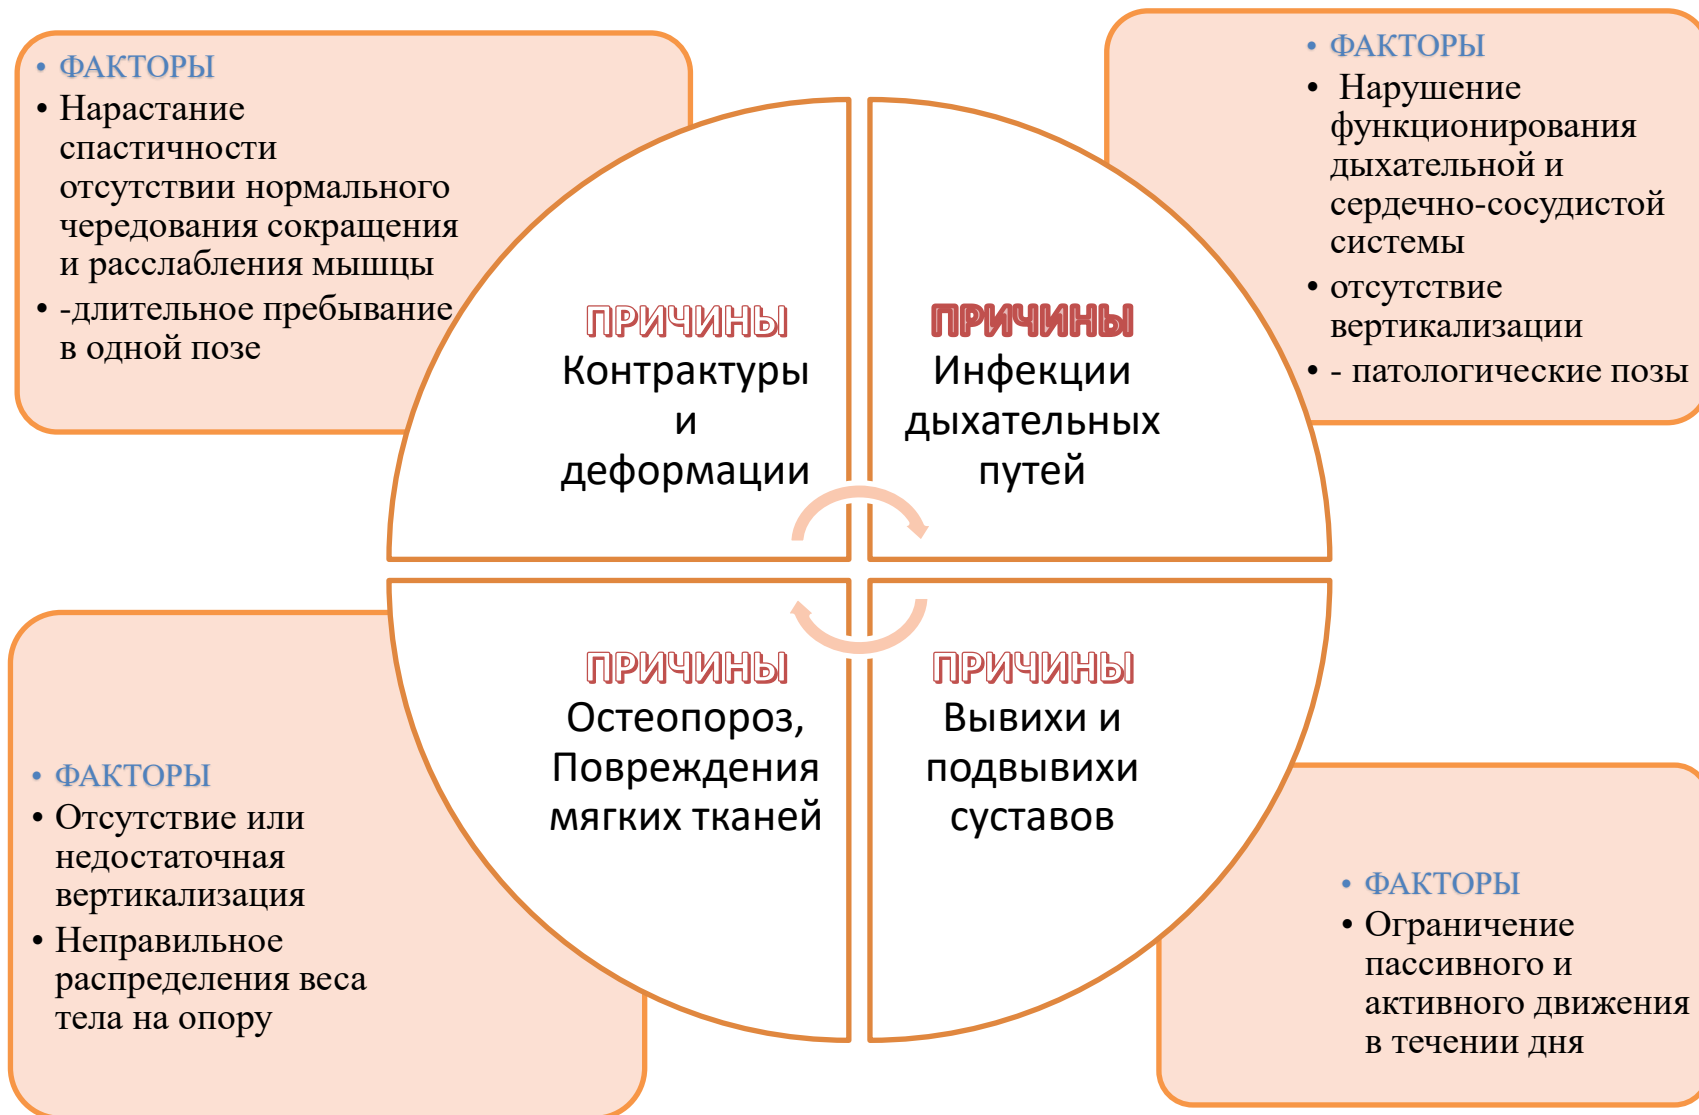 • ФАКТОРЫ
• Нарастание
спастичности
отсутствии нормального
чередования сокращения
и расслабления мышцы
• -длительное пребывание
в одной позе
• ФАКТОРЫ
• Нарушение
функционирования
дыхательной и
сердечно-сосудистой
системы
• отсутствие
вертикализации
• - патологические позы
ПРИЧИНЫ
Контрактуры
и
деформации
ПРИЧИНЫ
Инфекции
дыхательных
путей
ПРИЧИНЫ
Остеопороз,
Повреждения
мягких тканей
ПРИЧИНЫ
Вывихи и
подвывихи
суставов
• ФАКТОРЫ
• Отсутствие или
недостаточная
вертикализация
• Неправильное
распределения веса
тела на опору
• ФАКТОРЫ
• Ограничение
пассивного и
активного движения
в течении дня